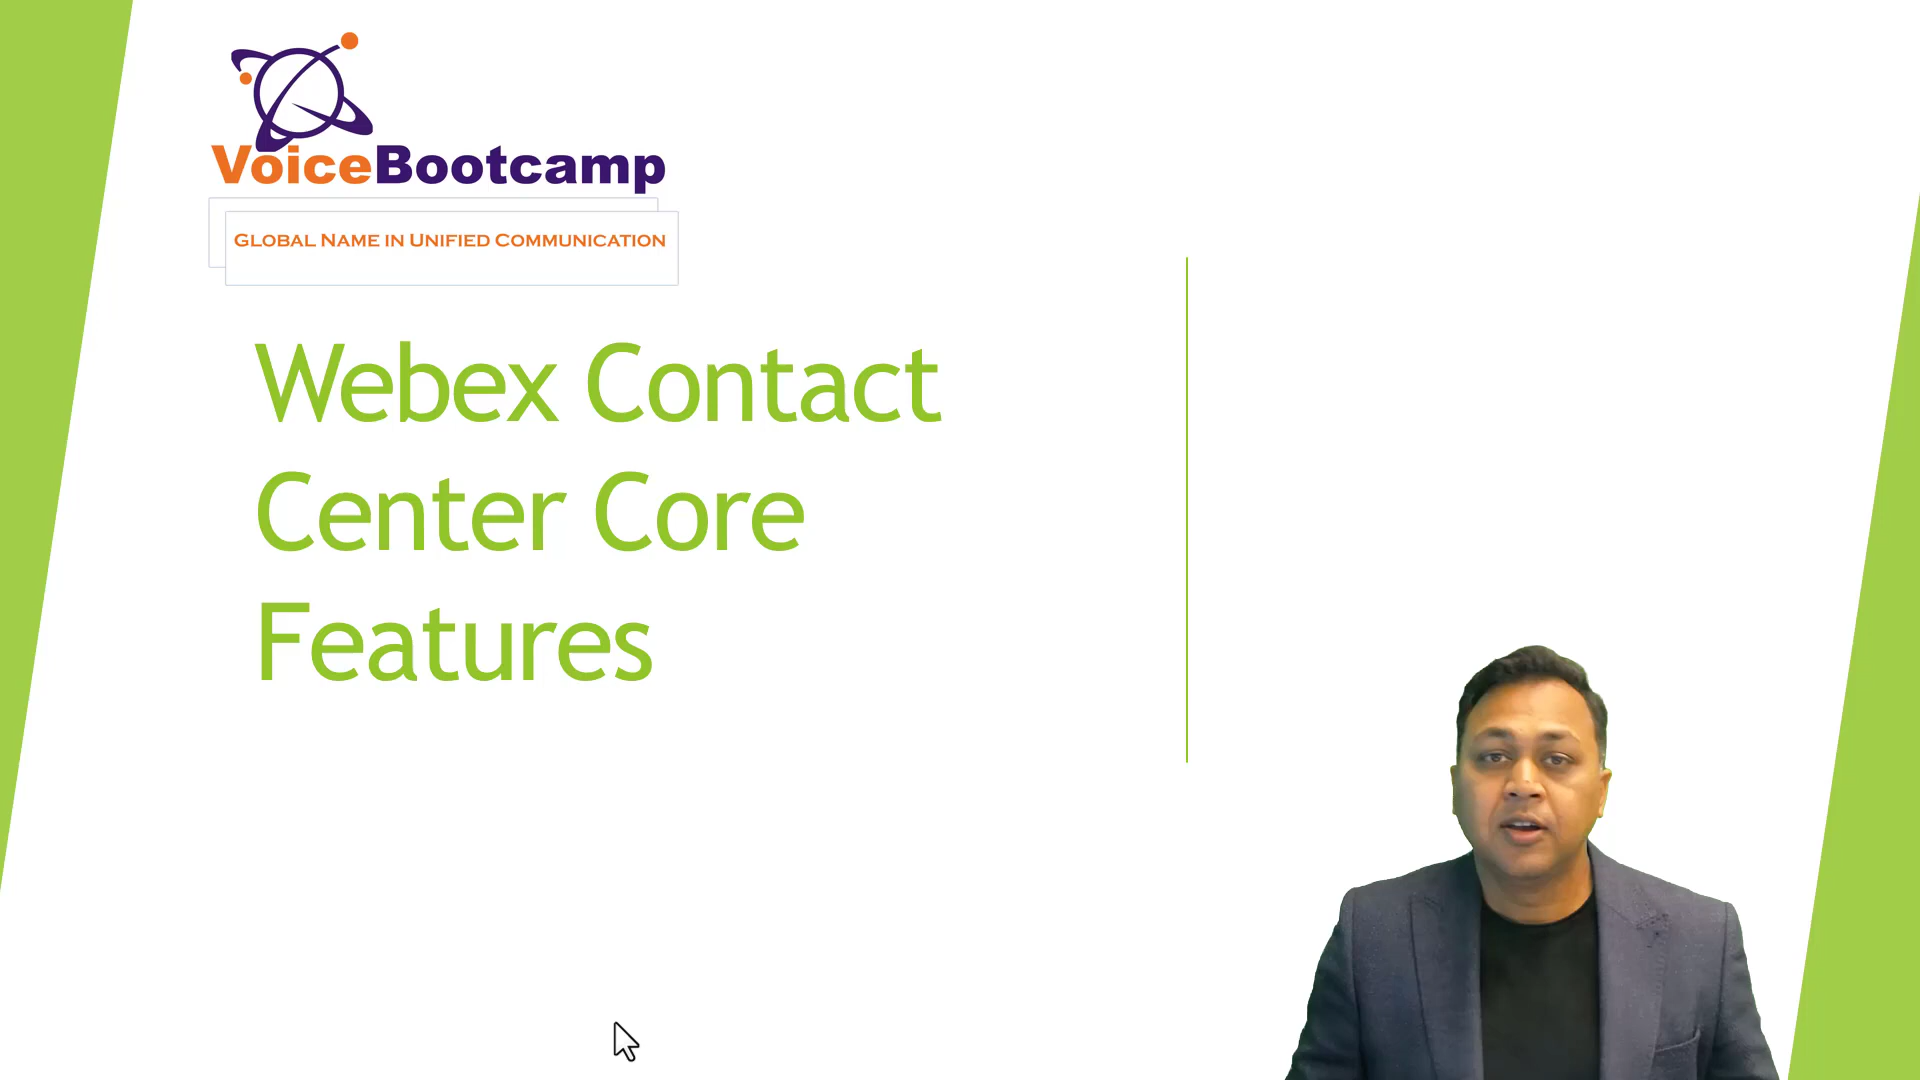 VoiceBootcamp
GLOBAL NAME IN UNIFIED COMMUNICATION
Webex Contact
Center Core
Features